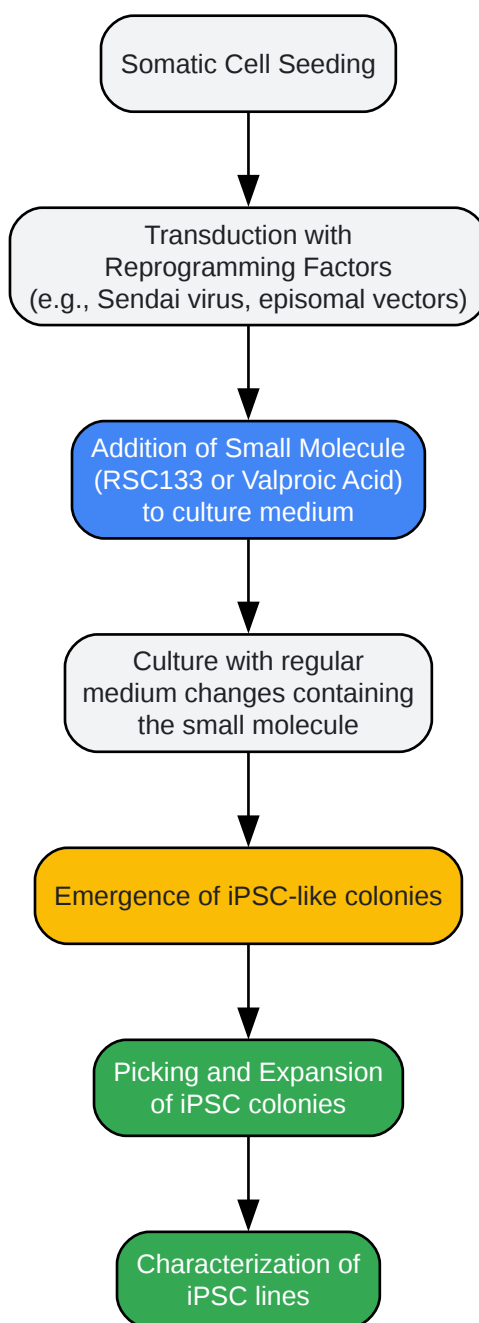 Somatic Cell Seeding
Transduction with
Reprogramming Factors
(e.g., Sendai virus, episomal vectors)
Addition of Small Molecule
(RSC133 or Valproic Acid)
to culture medium
Culture with regular
medium changes containing
the small molecule
Emergence of iPSC-like colonies
Picking and Expansion
of iPSC colonies
Characterization of
iPSC lines